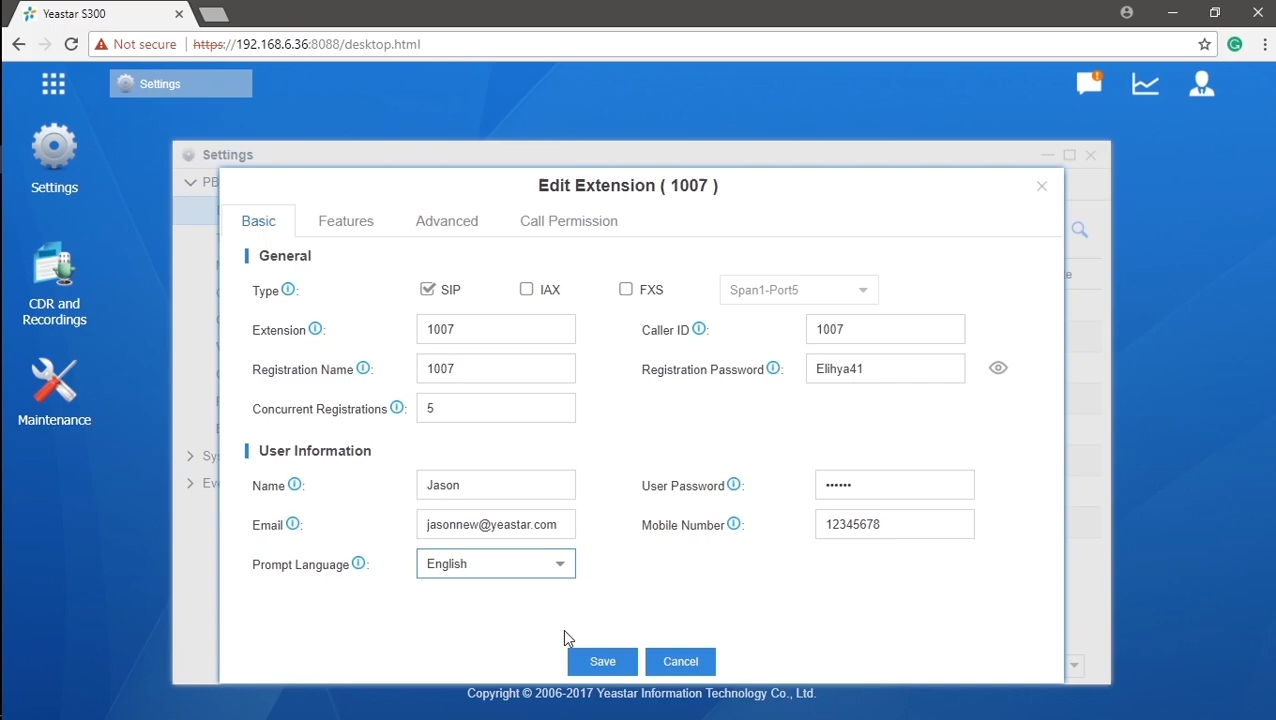 Yeastar S300
Not secure https://192.168.6.36:8088/desktop.html
Settings
Settings
CDR and
Recordings
Maintenance
Settings
PB
Sys
Eve
Edit Extension ( 1007 )
Basic Features Advanced Call Permission
General
Type : SIP IAX FXS Span1-Port5
Extension : 1007 Caller ID : 1007
Registration Name : 1007 Registration Password : Elihya41
Concurrent Registrations : 5
User Information
Name : Jason User Password : ••••••
Email : jasonnew@yeastar.com Mobile Number : 12345678
Prompt Language : English
Save Cancel
Copyright © 2006-2017 Yeastar Information Technology Co., Ltd.